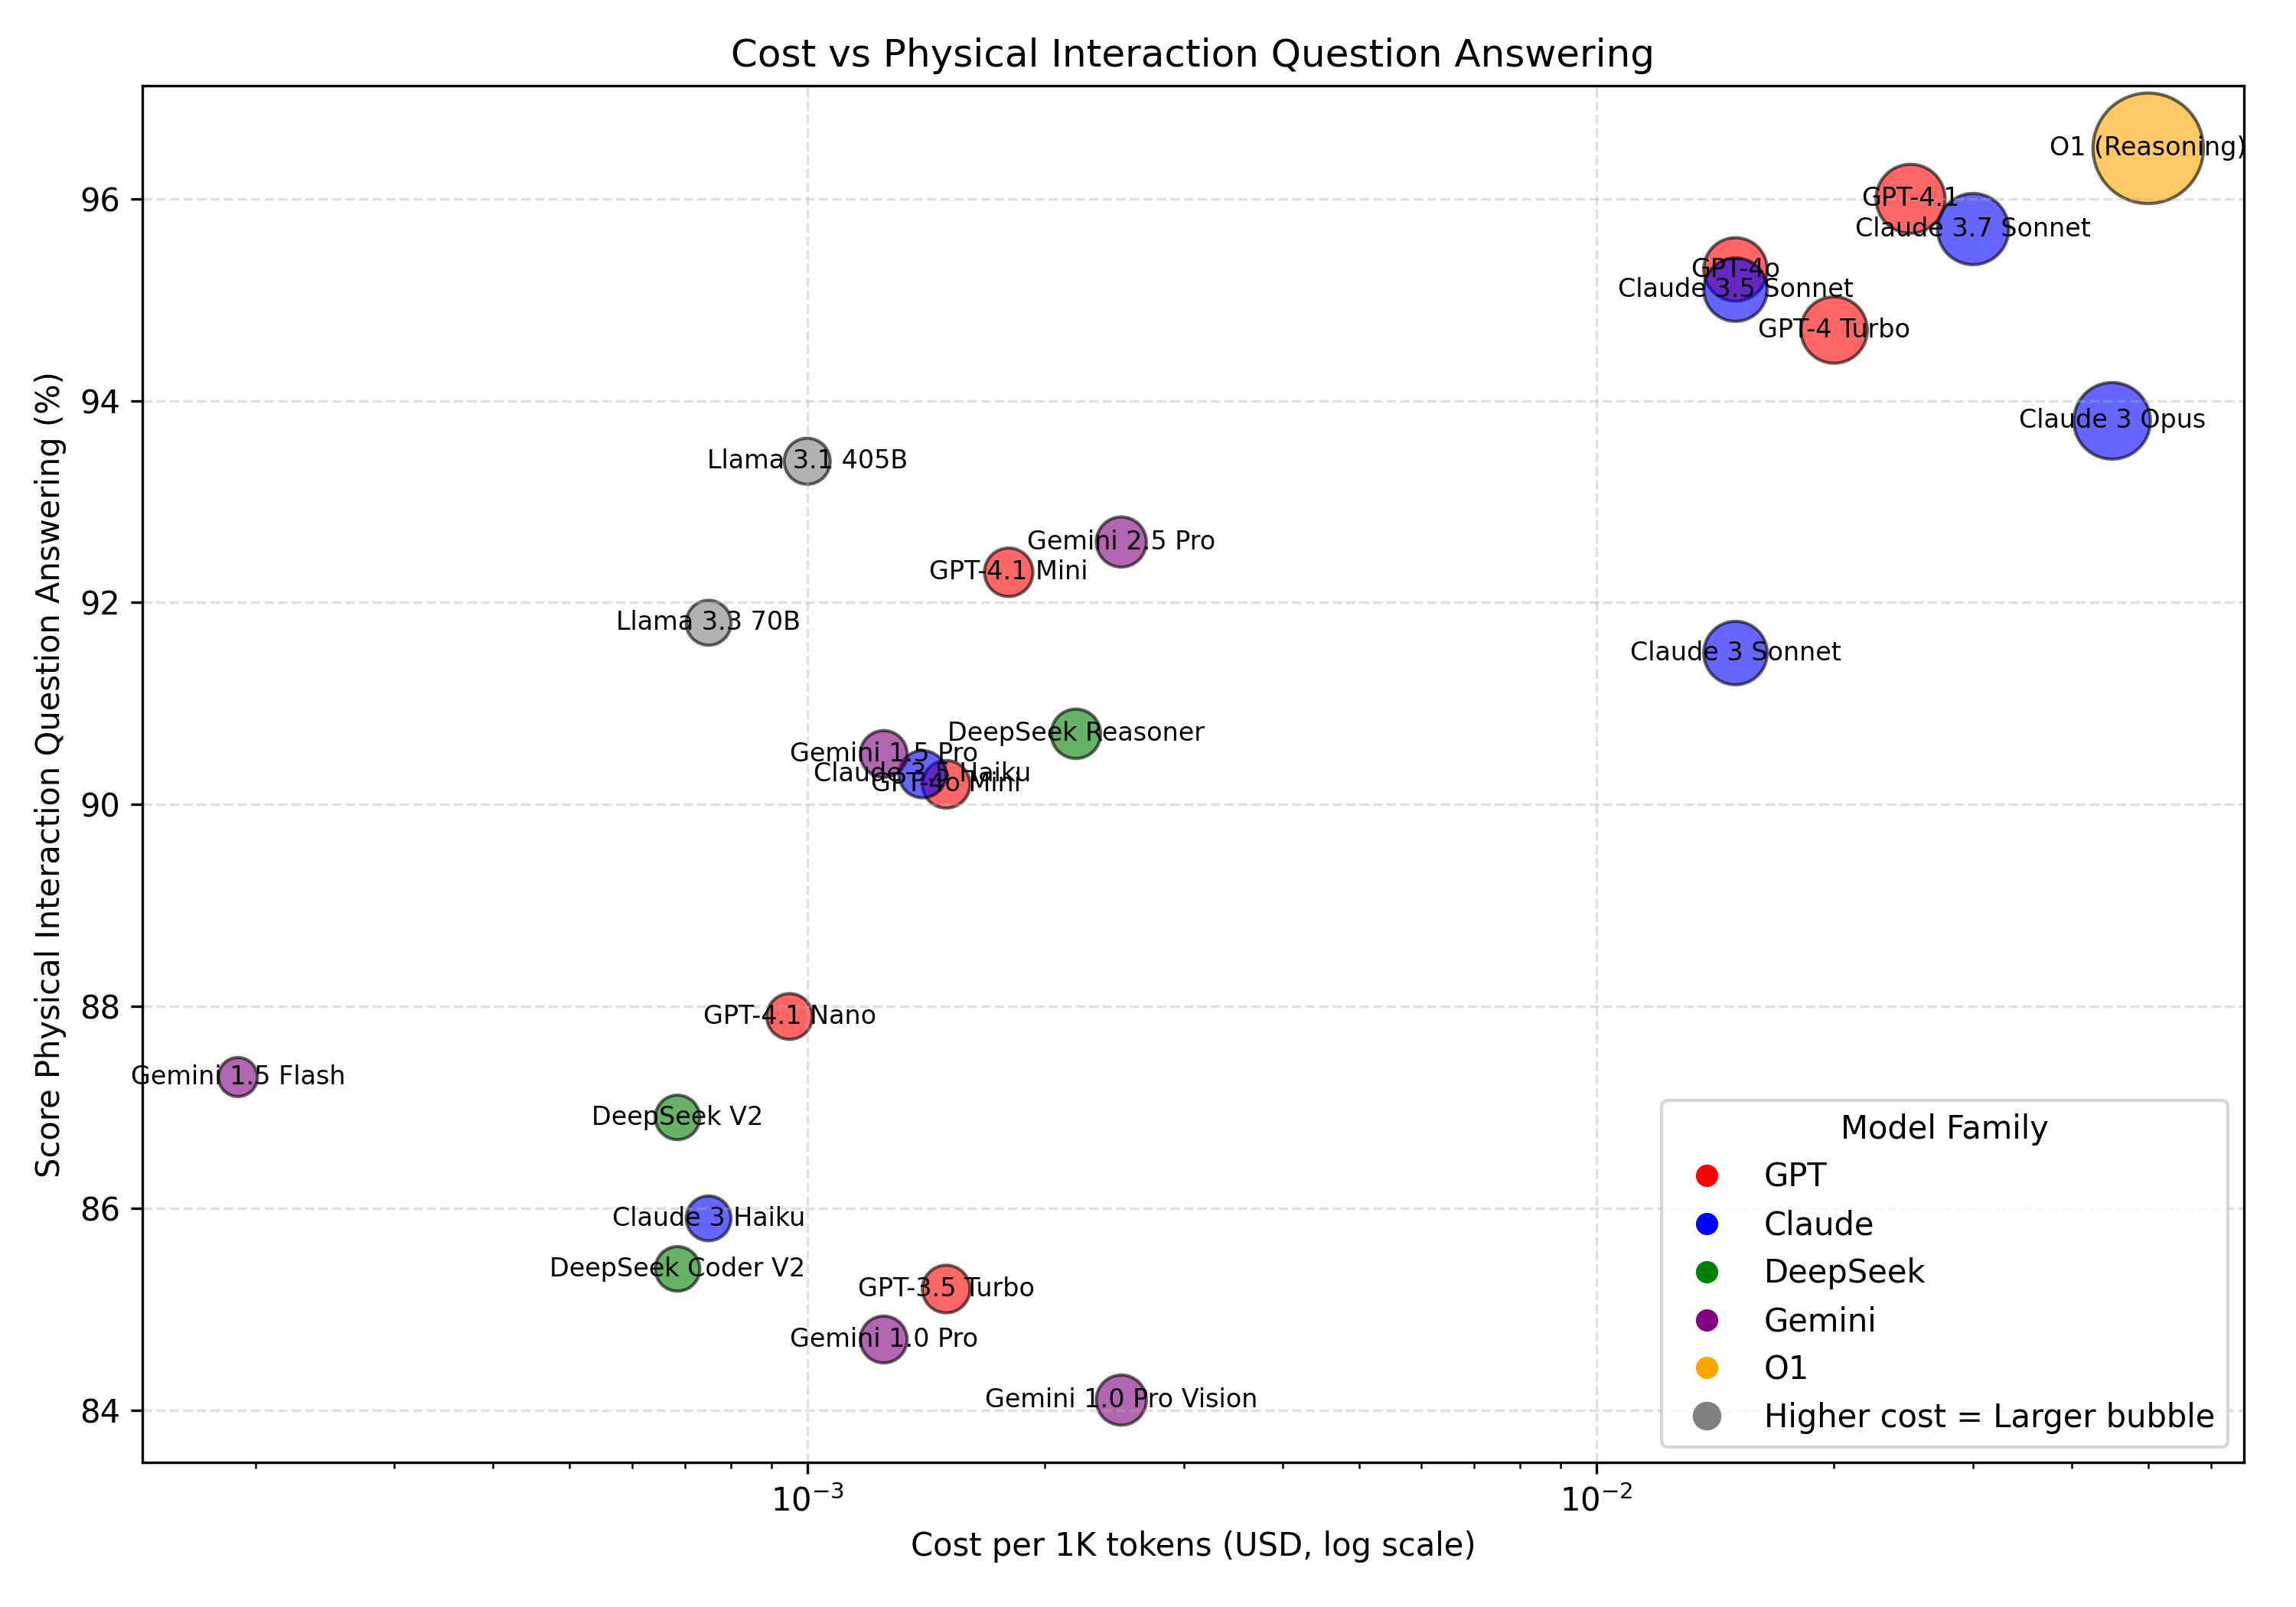 Cost vs Physical Interaction Question Answering
Score Physical Interaction Question Answering (%)
96
94
92
90
88
86
84
O1 (Reasoning)
GPT-4.1
Claude 3.7 Sonnet
GPT-4o
Claude 3.5 Sonnet
GPT-4 Turbo
Claude 3 Opus
Llama 3.1 405B
Gemini 2.5 Pro
GPT-4.1 Mini
Llama 3.3 70B
Claude 3 Sonnet
DeepSeek Reasoner
Gemini 1.5 Pro
Claude 3.5 Haiku
GPT-4o Mini
GPT-4.1 Nano
Gemini 1.5 Flash
DeepSeek V2
Claude 3 Haiku
DeepSeek Coder V2
GPT-3.5 Turbo
Gemini 1.0 Pro
Gemini 1.0 Pro Vision
Model Family
GPT
Claude
DeepSeek
Gemini
O1
Higher cost = Larger bubble
10⁻³
10⁻²
Cost per 1K tokens (USD, log scale)